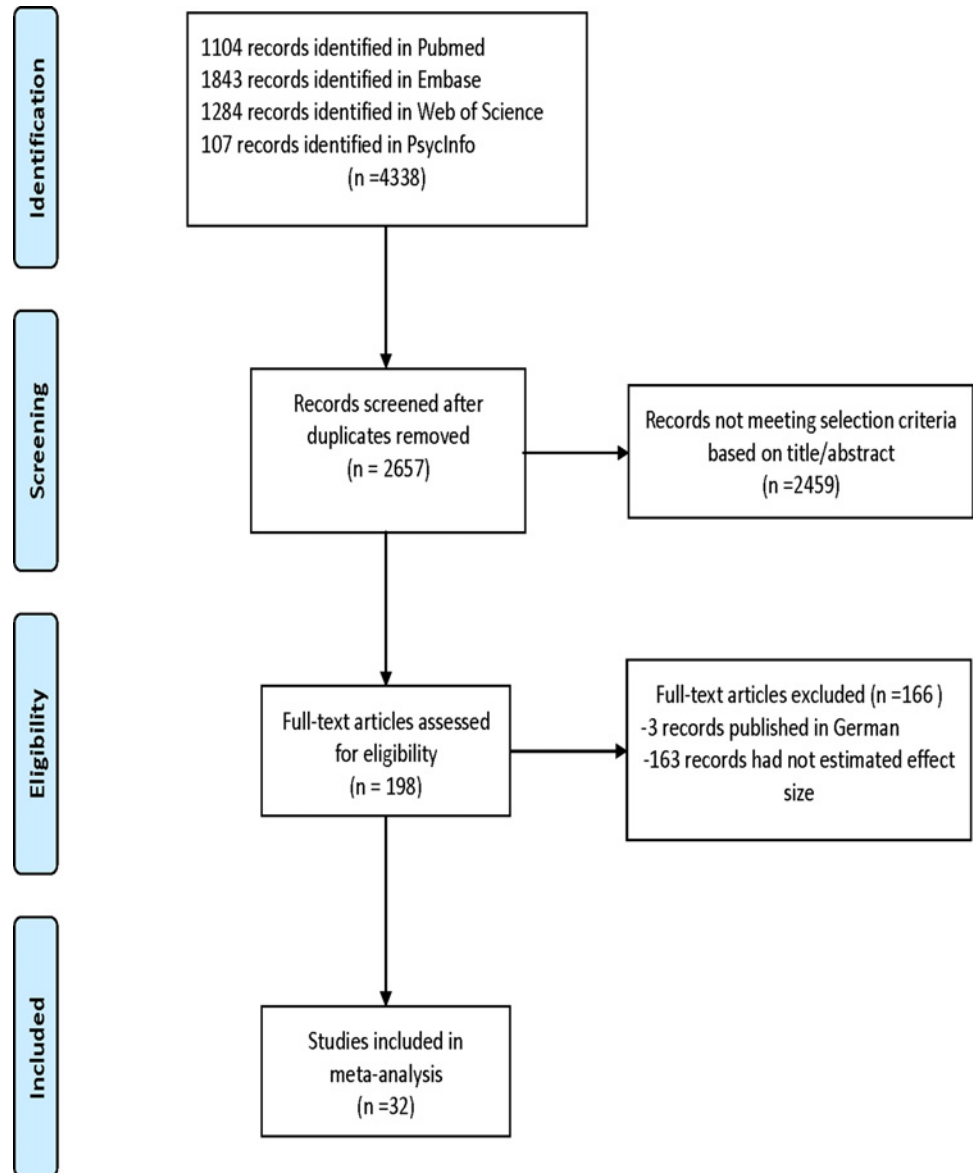 Identification
1104 records identified in Pubmed
1843 records identified in Embase
1284 records identified in Web of Science
107 records identified in PsycInfo
(n =4338)
Screening
Records screened after
duplicates removed
(n = 2657)
Records not meeting selection criteria
based on title/abstract
(n =2459)
Eligibility
Full-text articles assessed
for eligibility
(n = 198)
Full-text articles excluded (n =166 )
-3 records published in German
-163 records had not estimated effect
size
Included
Studies included in
meta-analysis
(n =32)